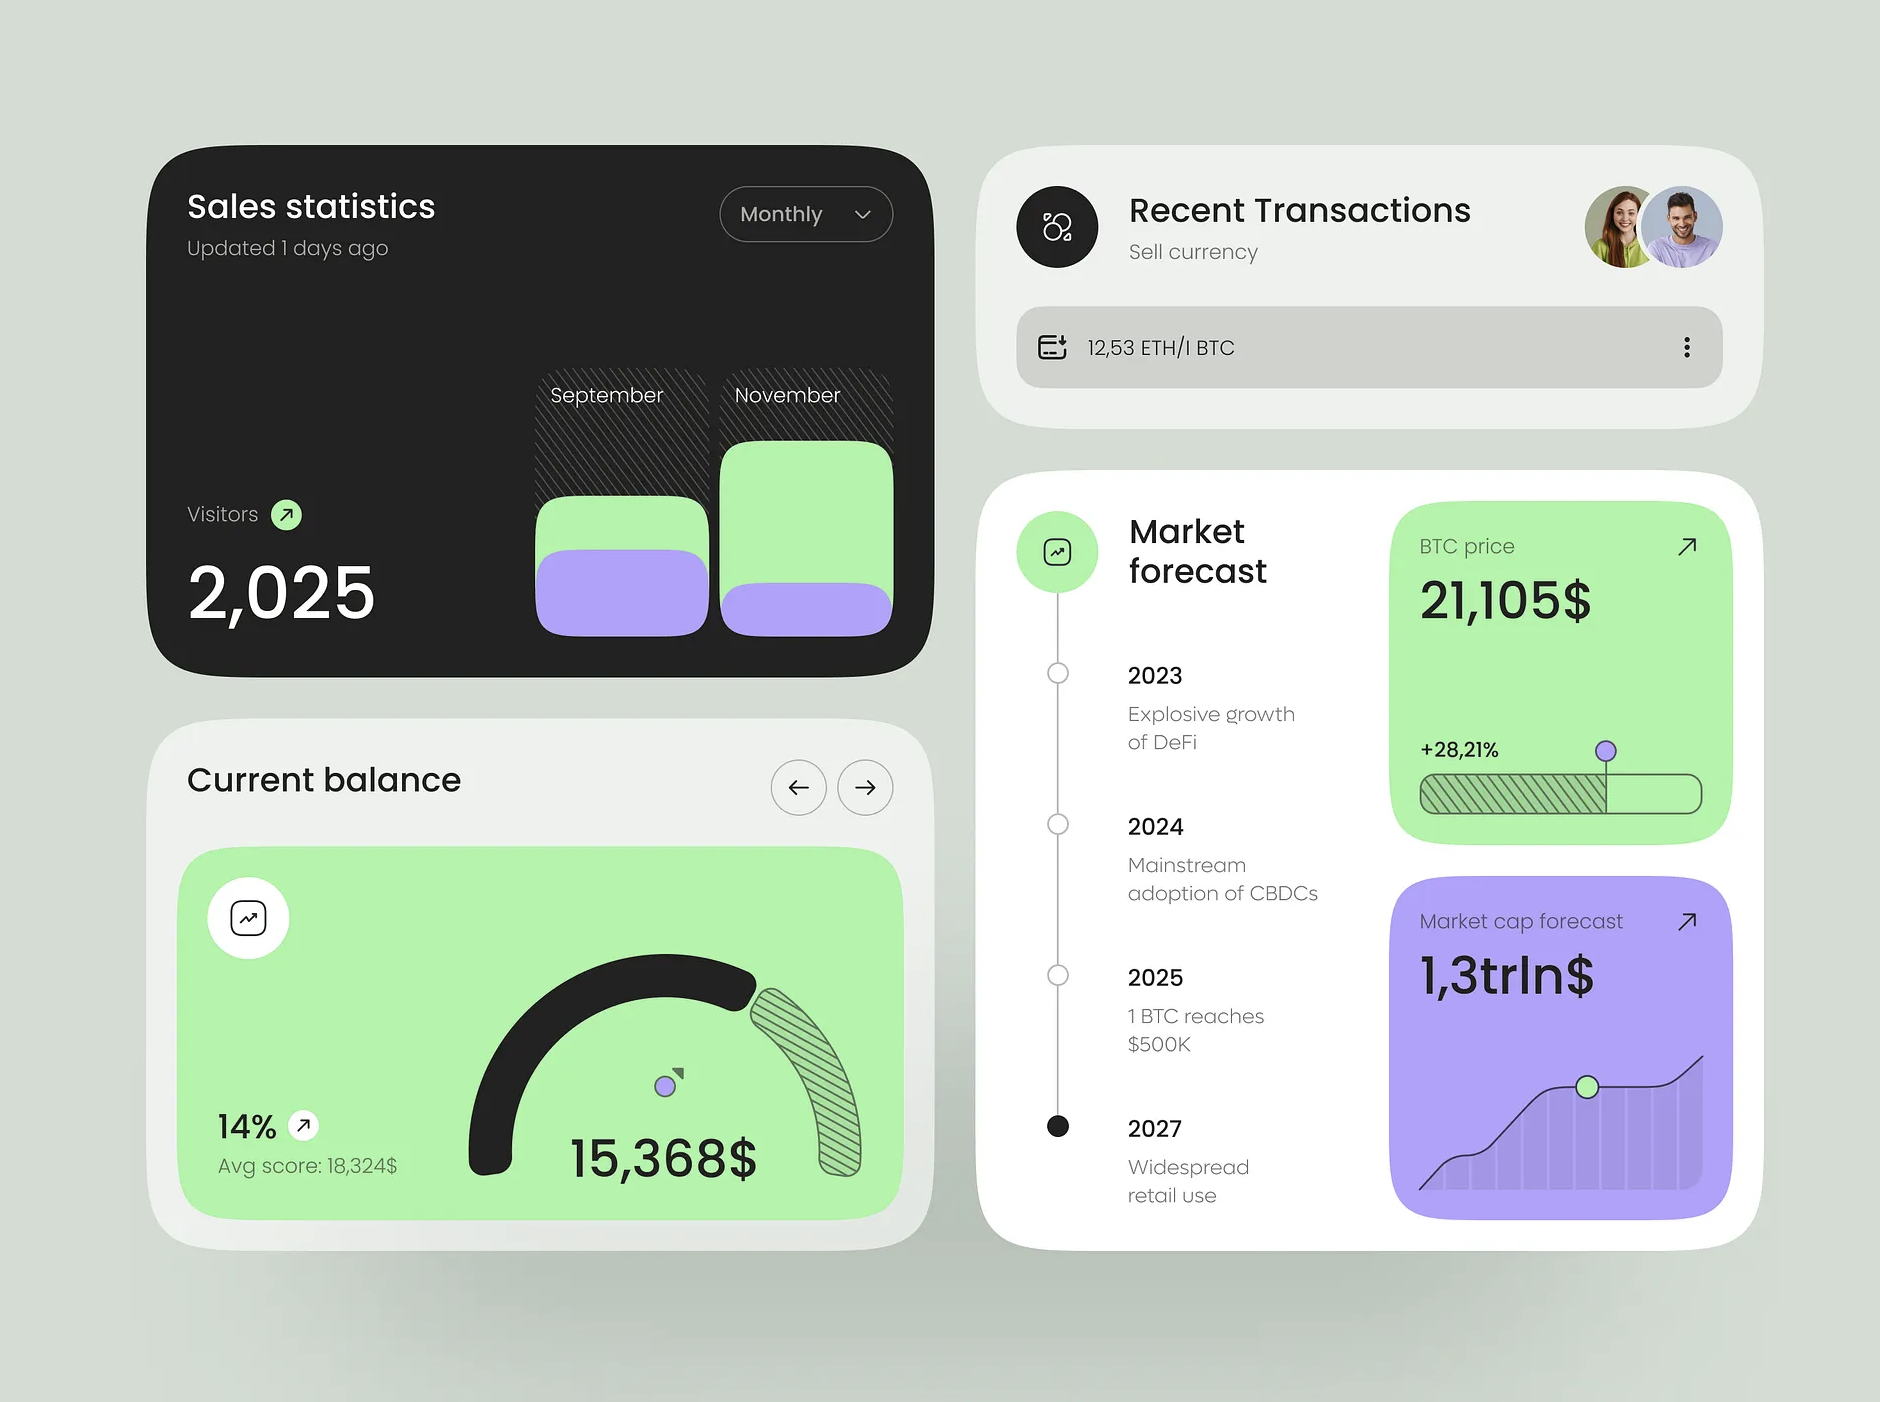 Sales statistics
Updated 1 days ago
Monthly
September
November
Visitors
2,025
Current balance
14%
Avg score: 18,324$
15,368$
Recent Transactions
Sell currency
12,53 ETH/I BTC
Market
forecast
2023
Explosive growth
of DeFi
2024
Mainstream
adoption of CBDCs
2025
1 BTC reaches
$500K
2027
Widespread
retail use
BTC price
21,105$
+28,21%
Market cap forecast
1,3trln$